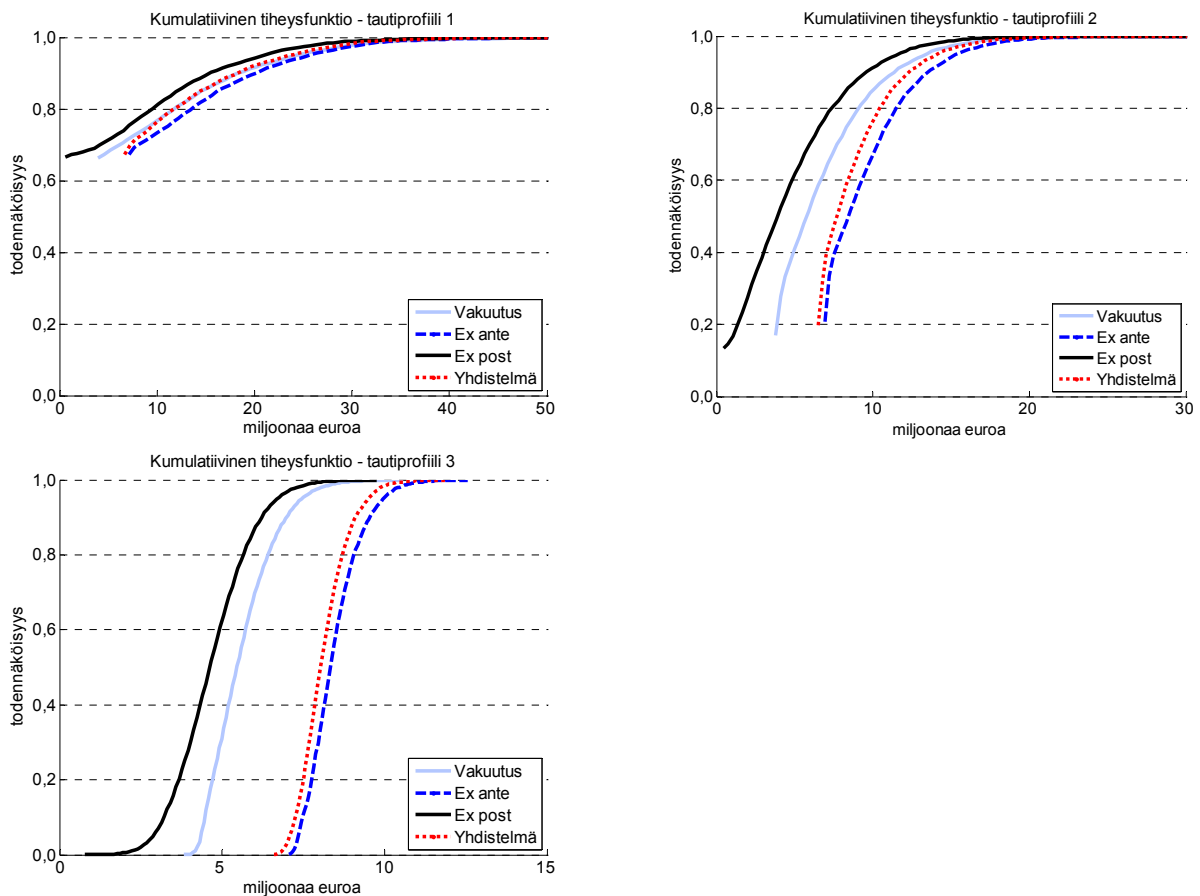 Kumulatiivinen tiheysfunktio - tautiprofiili 1
1,0
0,8
0,6
0,4
0,2
0,0
todennäköisyys
Vakuutus
Ex ante
Ex post
Yhdistelmä
0 10 20 30 40 50
miljoonaa euroa
Kumulatiivinen tiheysfunktio - tautiprofiili 2
1,0
0,8
0,6
0,4
0,2
0,0
todennäköisyys
Vakuutus
Ex ante
Ex post
Yhdistelmä
0 10 20 30
miljoonaa euroa
Kumulatiivinen tiheysfunktio - tautiprofiili 3
1,0
0,8
0,6
0,4
0,2
0,0
todennäköisyys
Vakuutus
Ex ante
Ex post
Yhdistelmä
0 5 10 15
miljoonaa euroa